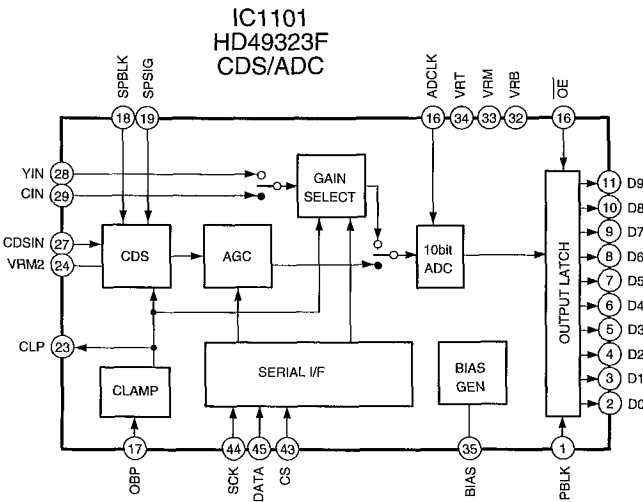 IC1101
HD49323F
CDS/ADC
SPBLK
SPSIG
ADCLK
VRT
VRM
VRB
OE
18
19
16
34
33
32
16
YIN 28
CIN 29
GAIN
SELECT
11 D9
10 D8
9 D7
CDSIN 27
VRM2 24
CDS
AGC
10bit
ADC
OUTPUT LATCH
8 D6
7 D5
6 D4
5 D3
CLP 23
4 D2
CLAMP
SERIAL I/F
BIAS
GEN
3 D1
2 D0
17
44
45
43
35
1
OBP
SCK
DATA
CS
BIAS
PBLK